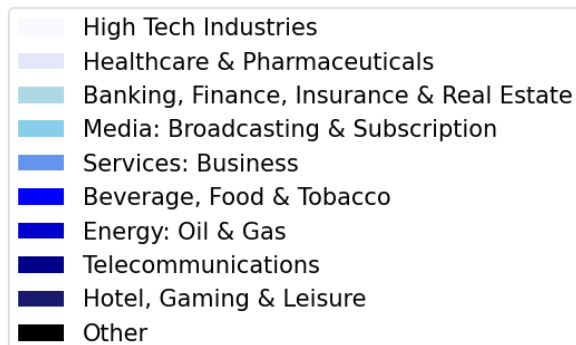 High Tech Industries
Healthcare & Pharmaceuticals
Banking, Finance, Insurance & Real Estate
Media: Broadcasting & Subscription
Services: Business
Beverage, Food & Tobacco
Energy: Oil & Gas
Telecommunications
Hotel, Gaming & Leisure
Other